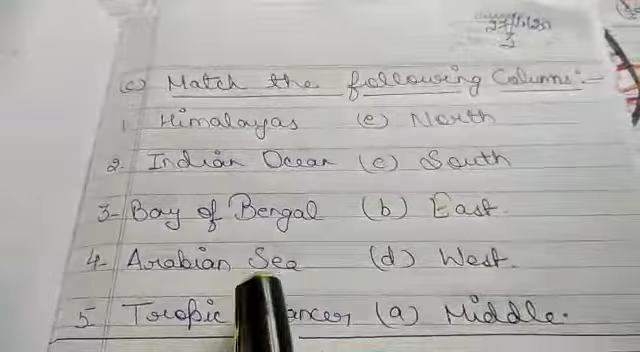 (c) Match the following Columns:-
1 Himalayas (e) North
2- Indian Ocean (c) South
3- Bay of Bengal (b) East.
4- Arabian Sea (d) West.
5 Tropic ancer (a) Middle.